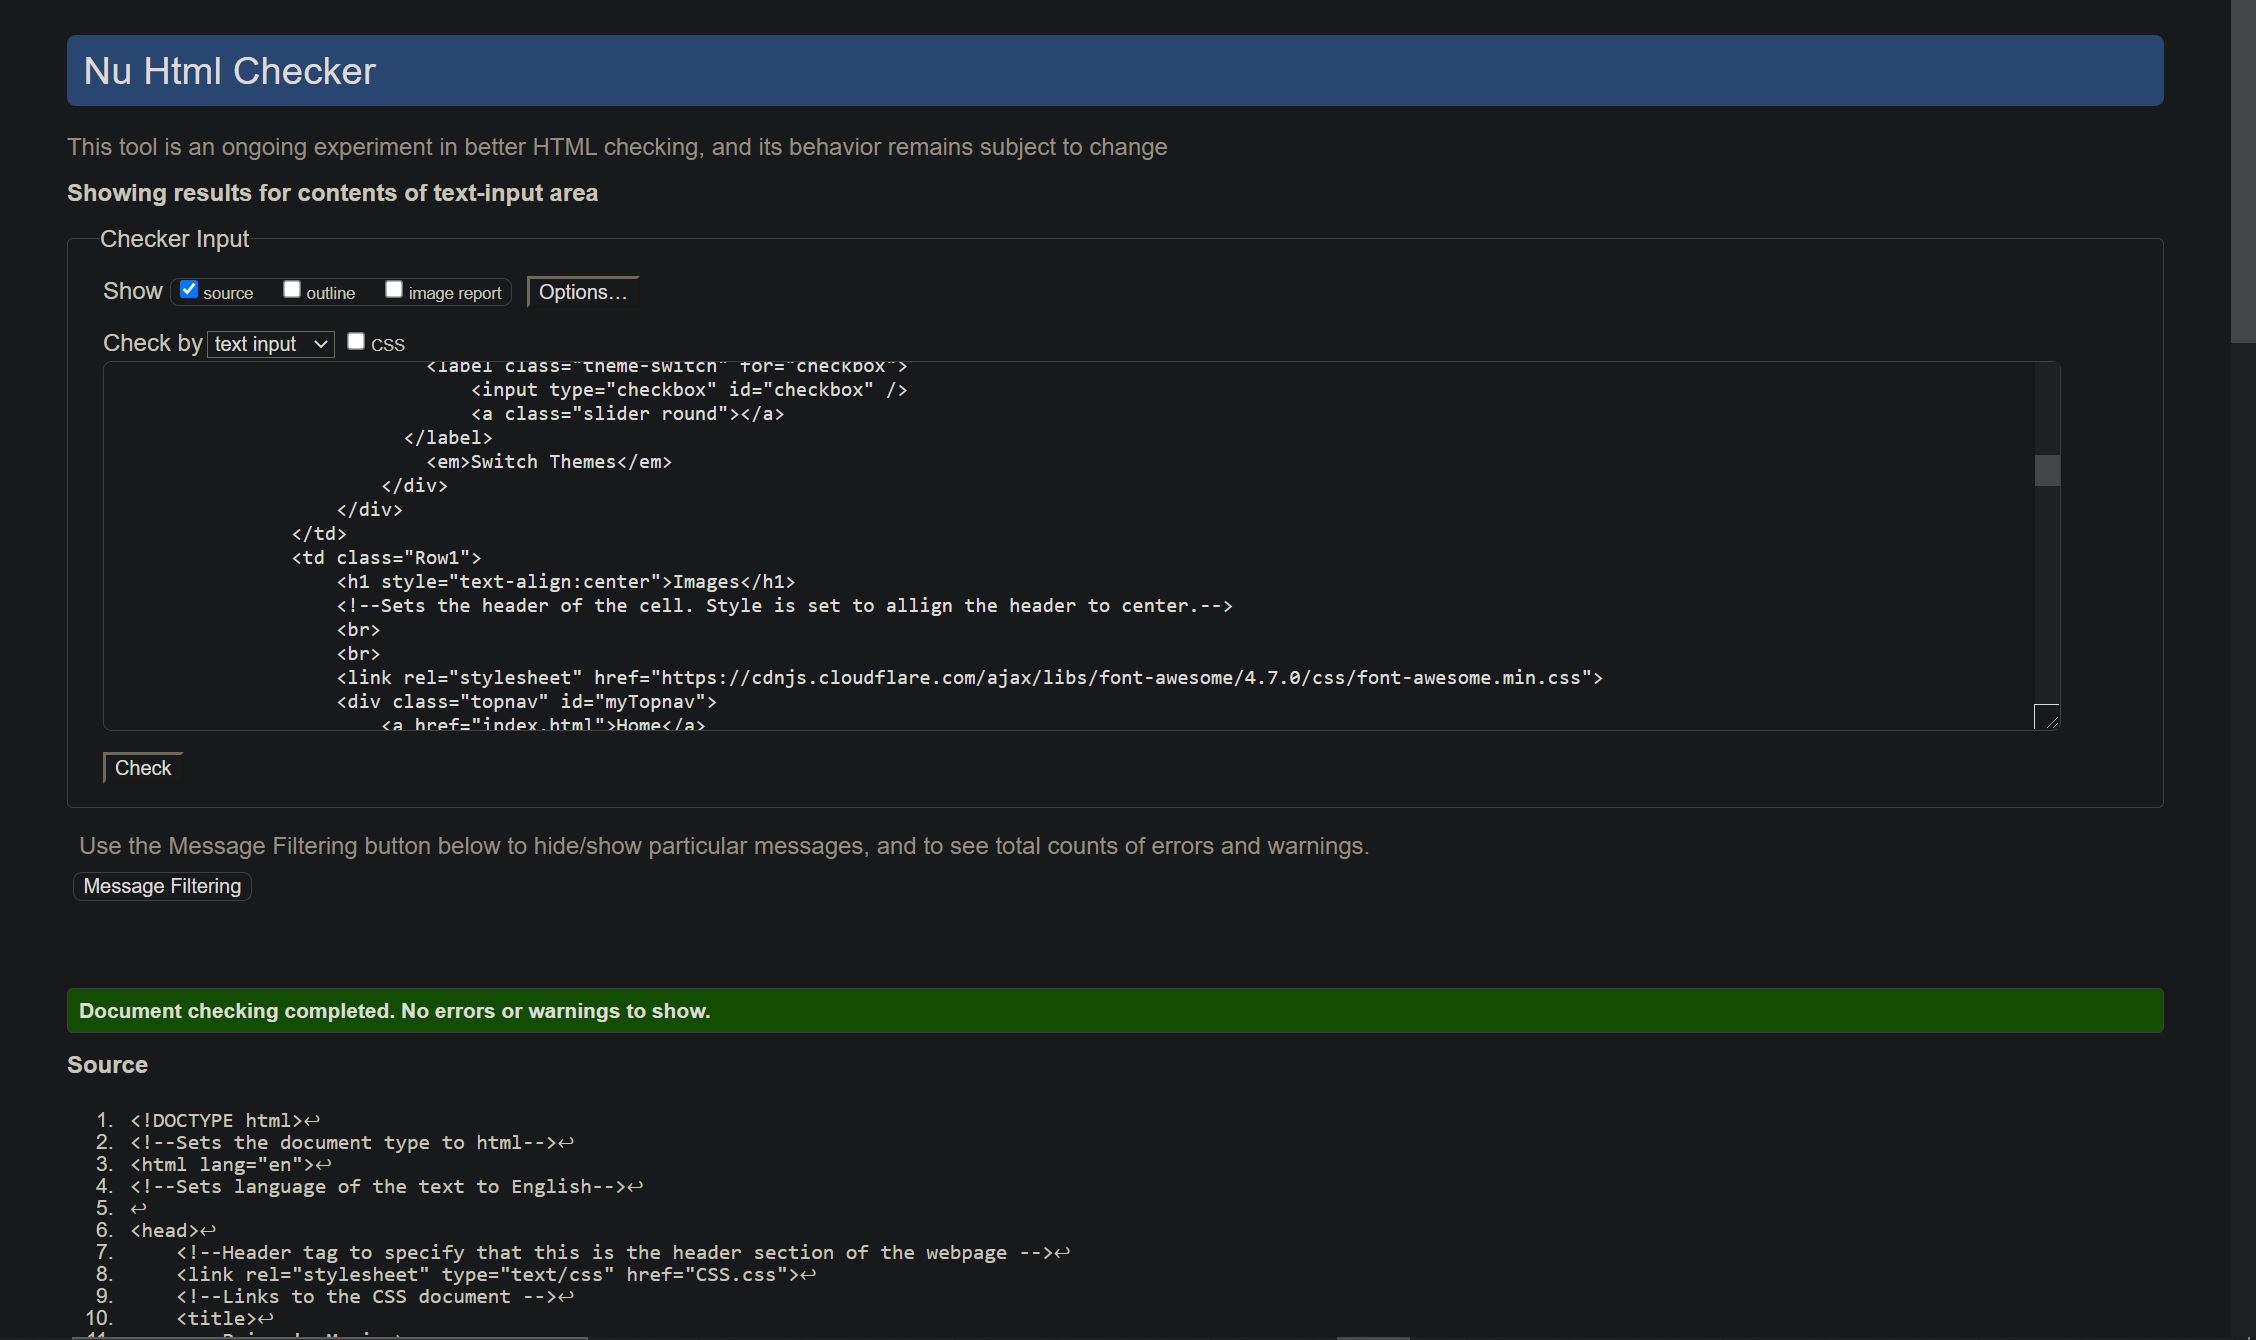 Nu Html Checker
This tool is an ongoing experiment in better HTML checking, and its behavior remains subject to change
Showing results for contents of text-input area
Checker Input
Show source outline image report Options...
Check by text input CSS
<label class="theme-switch" for="checkbox">
<input type="checkbox" id="checkbox" />
<a class="slider round"></a>
</label>
<em>Switch Themes</em>
</div>
</div>
</td>
<td class="Row1">
<h1 style="text-align:center">Images</h1>
<!--Sets the header of the cell. Style is set to allign the header to center.-->
<br>
<br>
<link rel="stylesheet" href="https://cdnjs.cloudflare.com/ajax/libs/font-awesome/4.7.0/css/font-awesome.min.css">
<div class="topnav" id="myTopnav">
<a href="index.html">Home</a>
Check
Use the Message Filtering button below to hide/show particular messages, and to see total counts of errors and warnings.
Message Filtering
Document checking completed. No errors or warnings to show.
Source
1. <!DOCTYPE html>↩
2. <!--Sets the document type to html-->↩
3. <html lang="en">↩
4. <!--Sets language of the text to English-->↩
5. ↩
6. <head>↩
7. <!--Header tag to specify that this is the header section of the webpage -->↩
8. <link rel="stylesheet" type="text/css" href="CSS.css">↩
9. <!--Links to the CSS document -->↩
10. <title>↩
11.